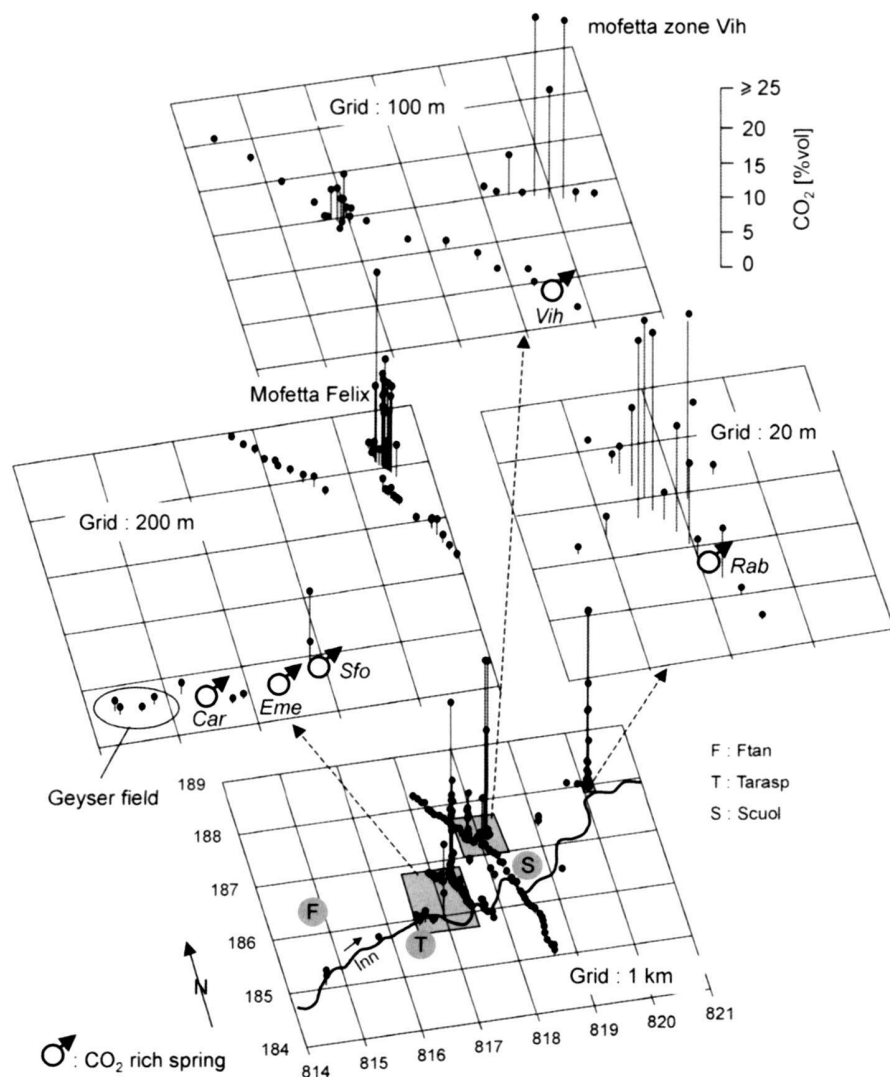 mofetta zone Vih
Grid : 100 m
⩾ 25
20
15
10
5
0
CO₂ [%vol]
Vih
Mofetta Felix
Grid : 200 m
Grid : 20 m
Rab
Sfo
Eme
Car
Geyser field
F : Ftan
T : Tarasp
S : Scuol
189
188
187
186
185
184
S
F
T
Inn
N
Grid : 1 km
814
815
816
817
818
819
820
821
: CO₂ rich spring